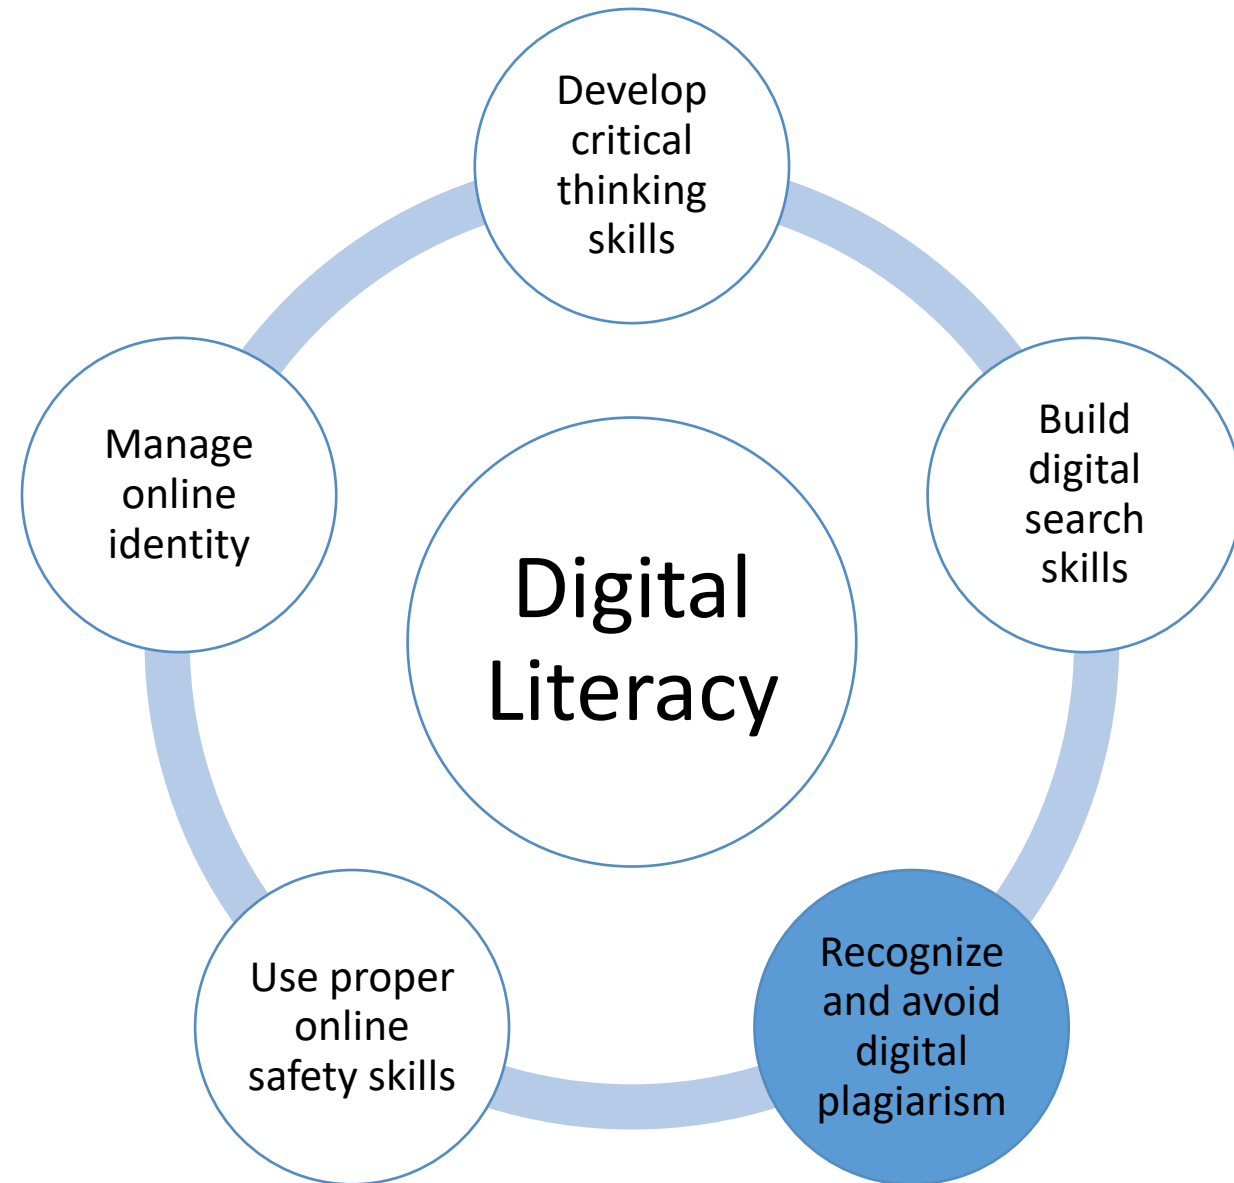 Develop
critical
thinking
skills
Build
digital
search
skills
Recognize
and avoid
digital
plagiarism
Use proper
online
safety skills
Manage
online
identity
Digital
Literacy